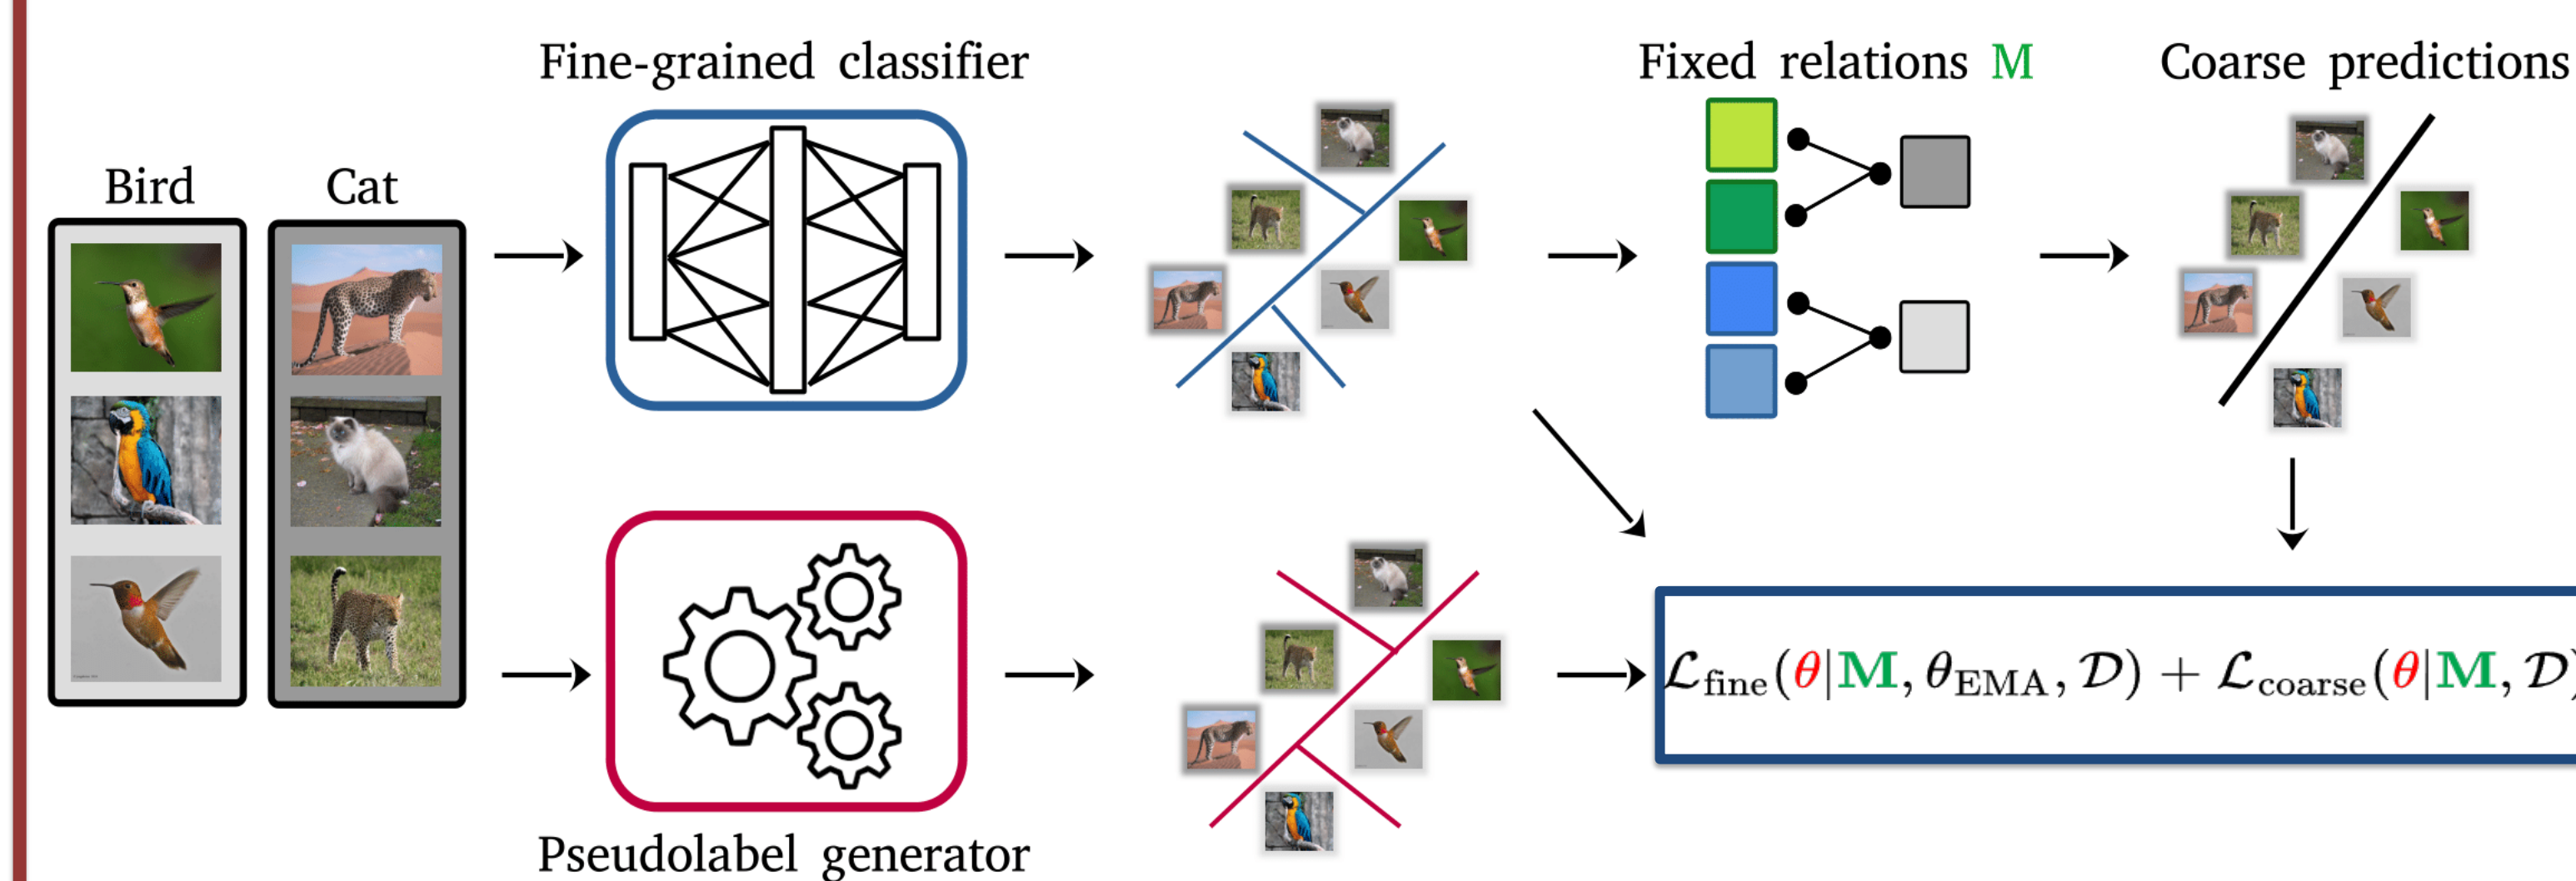 Fine-grained classifier
Fixed relations M
Coarse predictions
Bird
Cat
ℒfine(θ|M, θEMA, 𝒟) + ℒcoarse(θ|M, 𝒟)
Pseudolabel generator